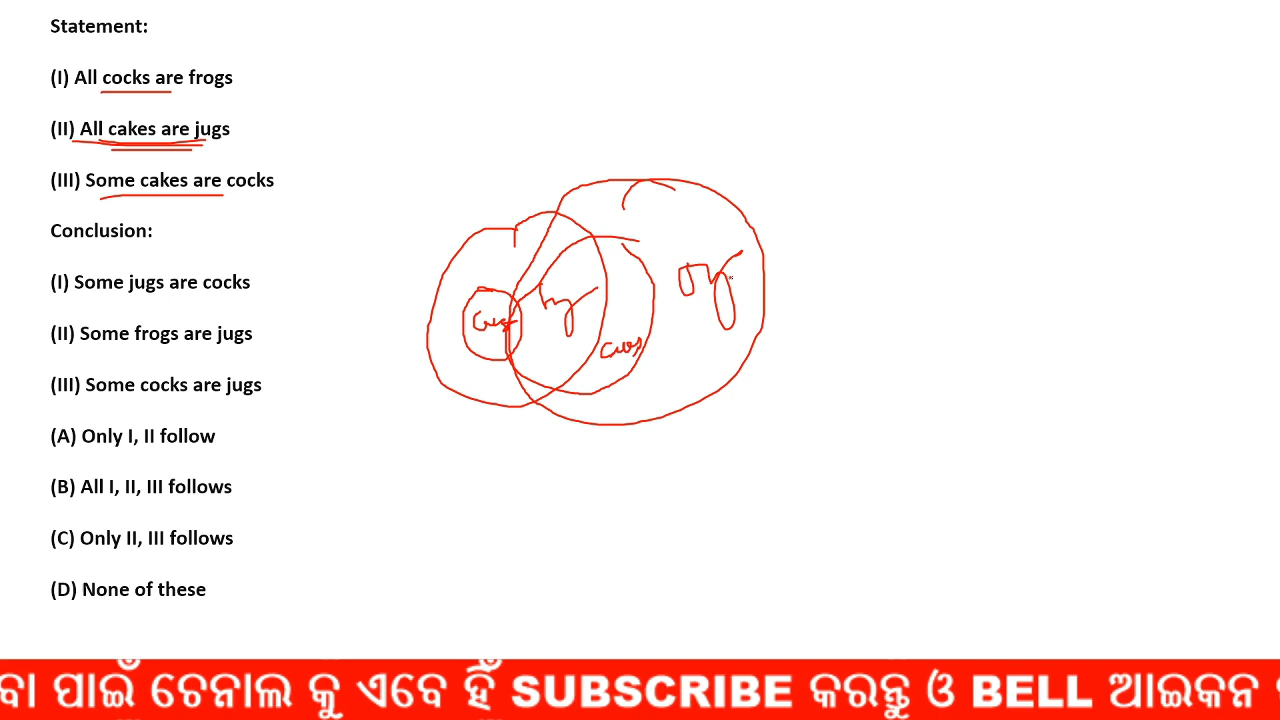 Statement:
(I) All cocks are frogs
(II) All cakes are jugs
(III) Some cakes are cocks
Conclusion:
(I) Some jugs are cocks
(II) Some frogs are jugs
(III) Some cocks are jugs
(A) Only I, II follow
(B) All I, II, III follows
(C) Only II, III follows
(D) None of these
ପାଇଁ ଚେନାଲ କୁ ଏବେ ହିଁ SUBSCRIBE କରନ୍ତୁ ଓ BELL ଆଇକନ